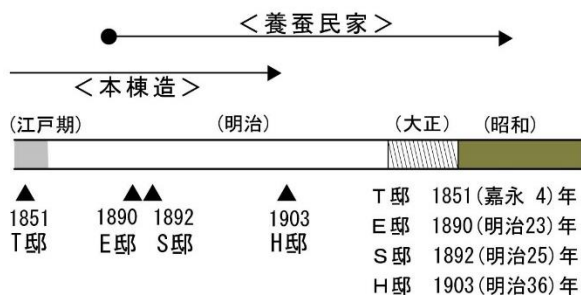 ＜養蚕民家＞
＜本棟造＞
(江戸期) (明治) (大正) (昭和)
1851 1890 1892 1903
T邸 E邸 S邸 H邸
T邸 1851(嘉永 4)年
E邸 1890(明治23)年
S邸 1892(明治25)年
H邸 1903(明治36)年